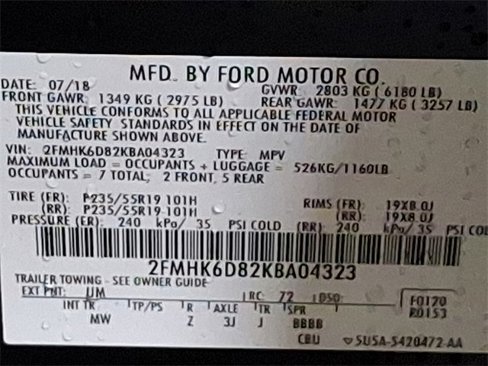 MFD. BY FORD MOTOR CO.
DATE: 07/18 GVWR: 2803 KG ( 6180 LB)
FRONT GAWR: 1349 KG ( 2975 LB) REAR GAWR: 1477 KG ( 3257 LB)
THIS VEHICLE CONFORMS TO ALL APPLICABLE FEDERAL MOTOR
VEHICLE SAFETY STANDARDS IN EFFECT ON THE DATE OF
MANUFACTURE SHOWN ABOVE.
VIN: 2FMHK6D82KBA04323 TYPE: MPV
MAXIMUM LOAD = OCCUPANTS + LUGGAGE = 526KG/1160LB
OCCUPANTS = 7 TOTAL, 2 FRONT, 5 REAR
TIRE (FR): P235/55R19 101H RIMS (FR): 19X8.0J
(RR): P235/55R19 101H (RR): 19X8.0J
PRESSURE (FR): 240 kPa/ 35 PSI COLD (RR): 240 kPa/ 35 PSI COL
2FMHK6D82KBA04323
TRAILER TOWING - SEE OWNER GUIDE
EXT PNT: UM RC: 72 DSO: F0120
INT TR TP/PS R AXLE TR SPR R0153
MW Z 3J J BBBB
CBU 5U5A-5420472-AA